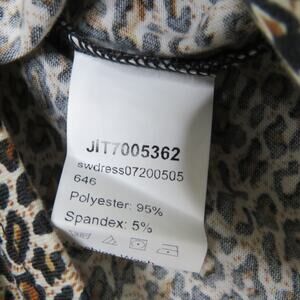 JIT7005362
swdress07200505
646
Polyester: 95%
Spandex: 5%